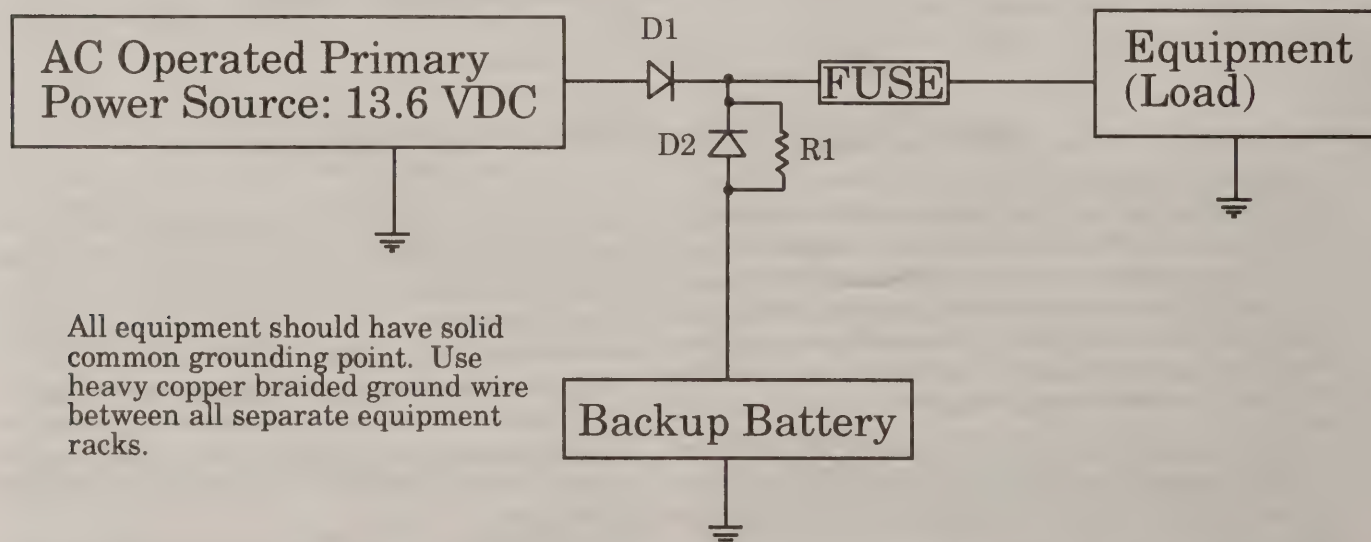 AC Operated Primary
Power Source: 13.6 VDC
D1
FUSE
Equipment
(Load)
D2
R1
All equipment should have solid
common grounding point.  Use
heavy copper braided ground wire
between all separate equipment
racks.
Backup Battery